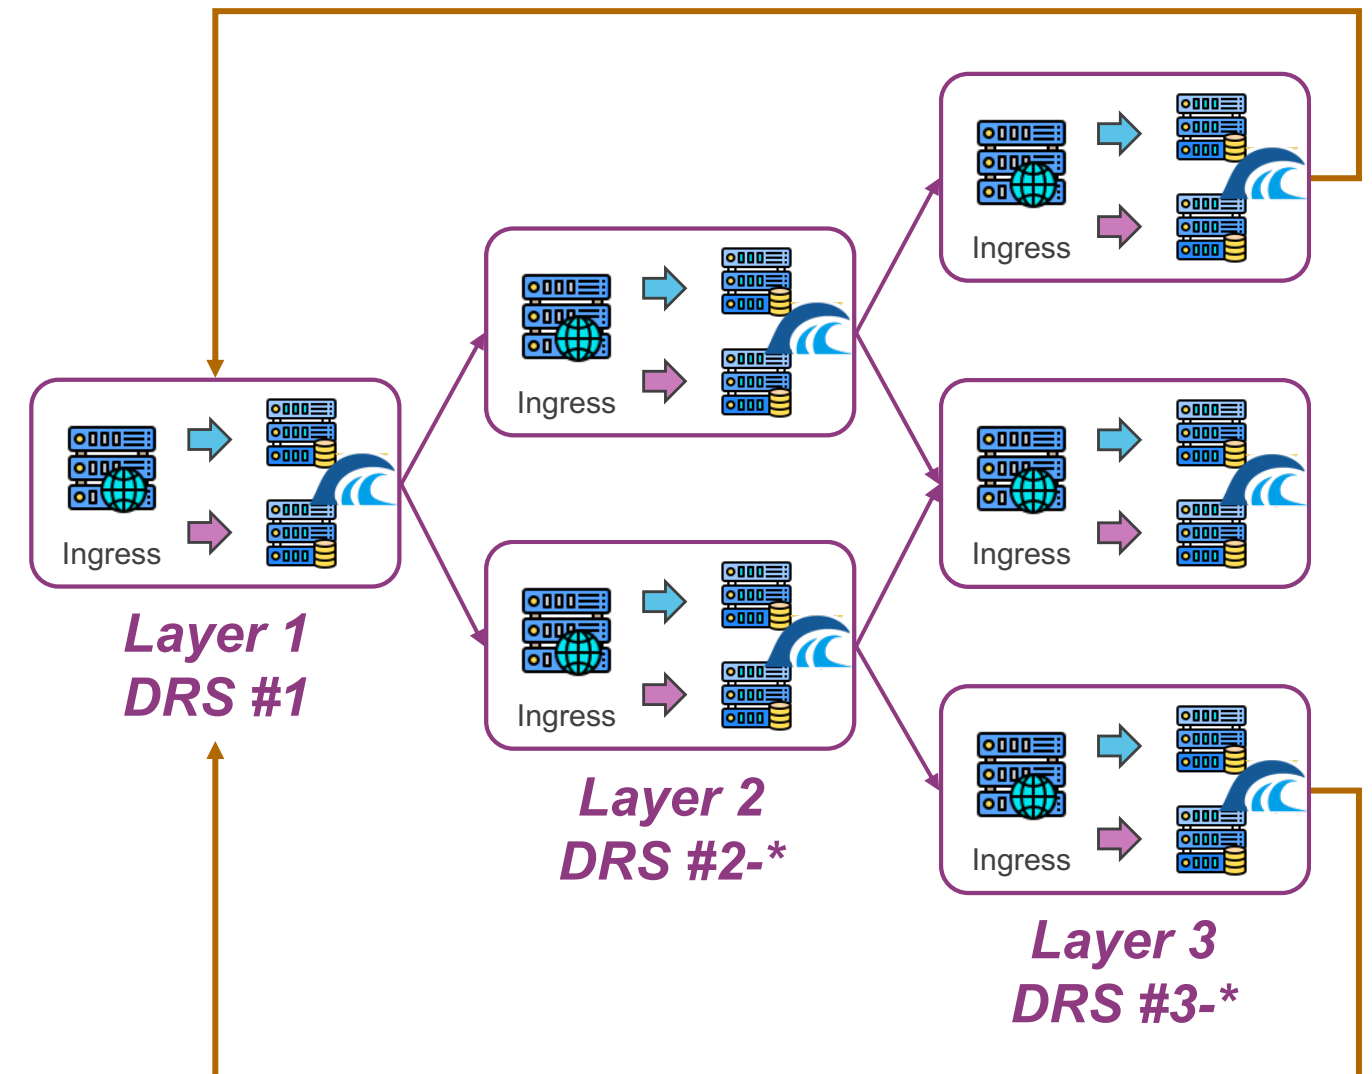 Ingress
Layer 1
DRS #1
Ingress
Ingress
Layer 2
DRS #2-*
Ingress
Ingress
Ingress
Layer 3
DRS #3-*